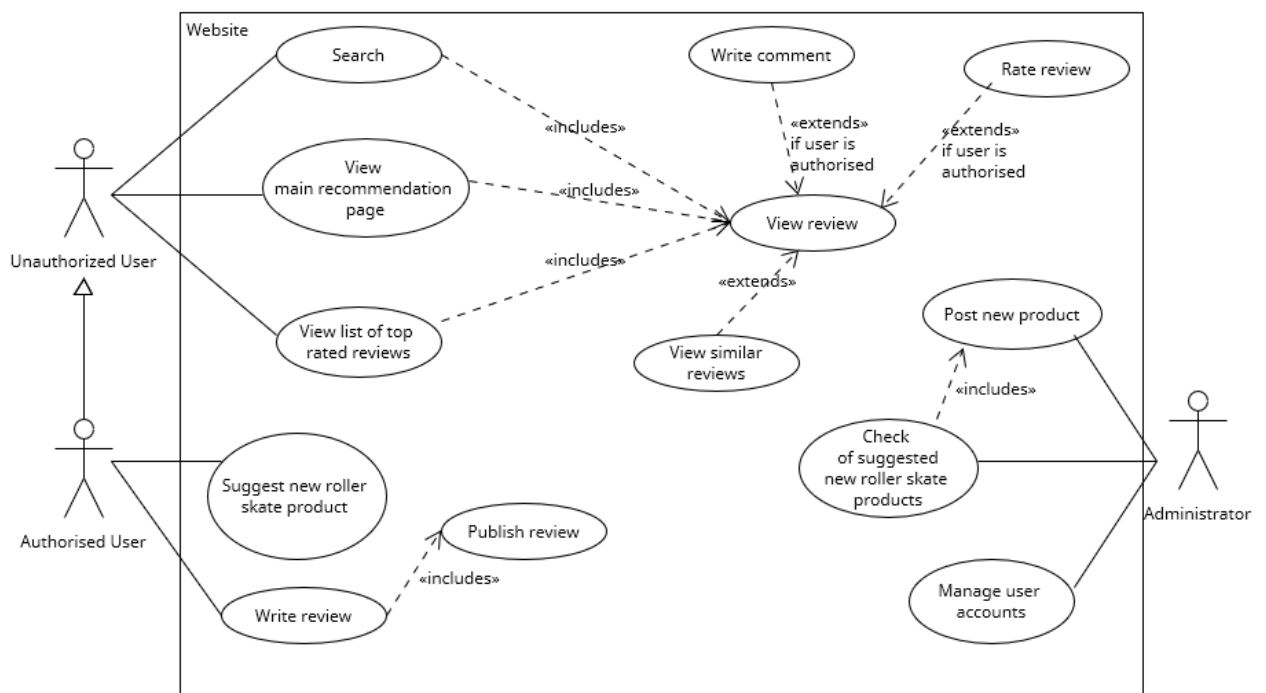 Website
Search
Write comment
Rate review
«includes»
«extends»
if user is
authorised
«extends»
if user is
authorised
View
main recommendation
page
«includes»
View review
Unauthorized User
«includes»
«extends»
View list of top
rated reviews
View similar
reviews
Post new product
«includes»
Check
of suggested
new roller skate
products
Administrator
Suggest new roller
skate product
Authorised User
Publish review
«includes»
Write review
Manage user
accounts